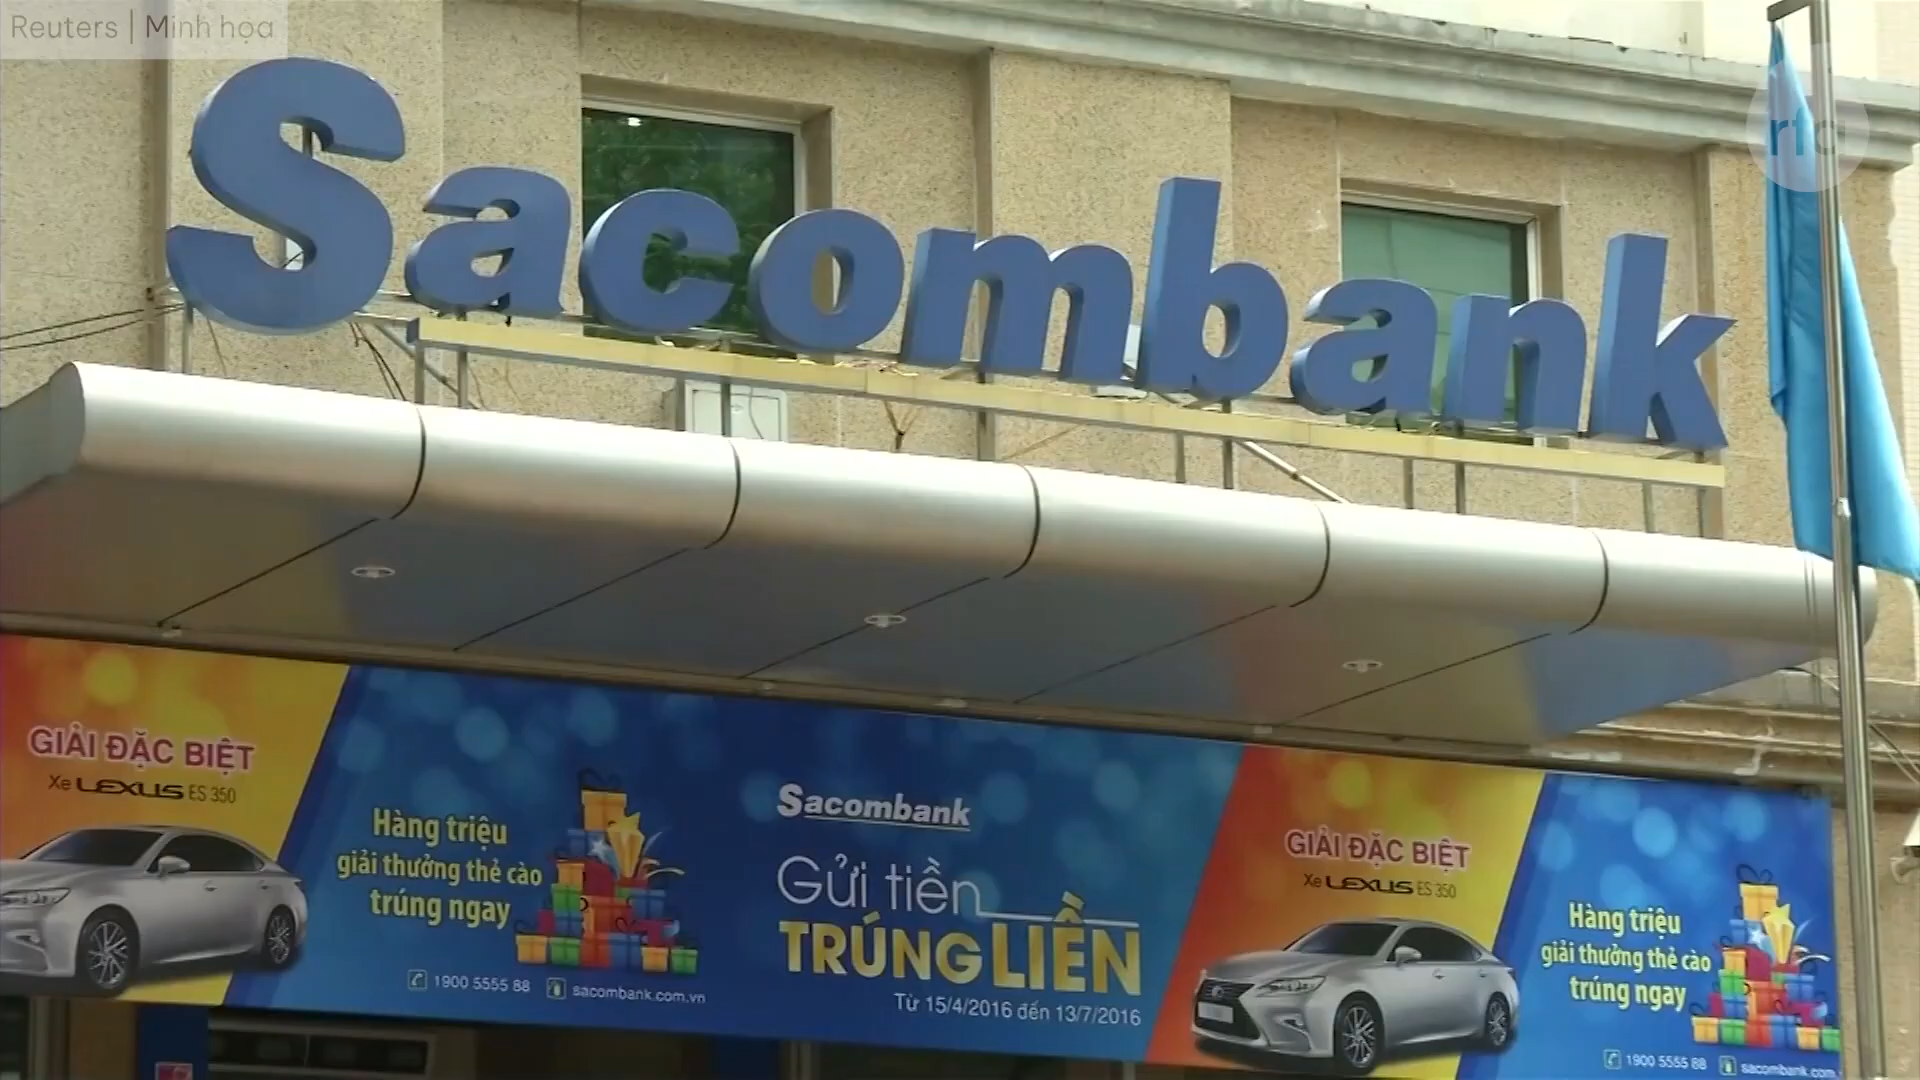 Reuters | Minh họa
rfa
Sacombank
GIẢI ĐẶC BIỆT
Xe LEXUS ES 350
Hàng triệu
giải thưởng thẻ cào
trúng ngay
1900 5555 88
sacombank.com.vn
Sacombank
Gửi tiền
TRÚNG LIỀN
Từ 15/4/2016 đến 13/7/2016
GIẢI ĐẶC BIỆT
Xe LEXUS ES 350
Hàng triệu
giải thưởng thẻ cào
trúng ngay
1900 5555 88
sacombank.com.